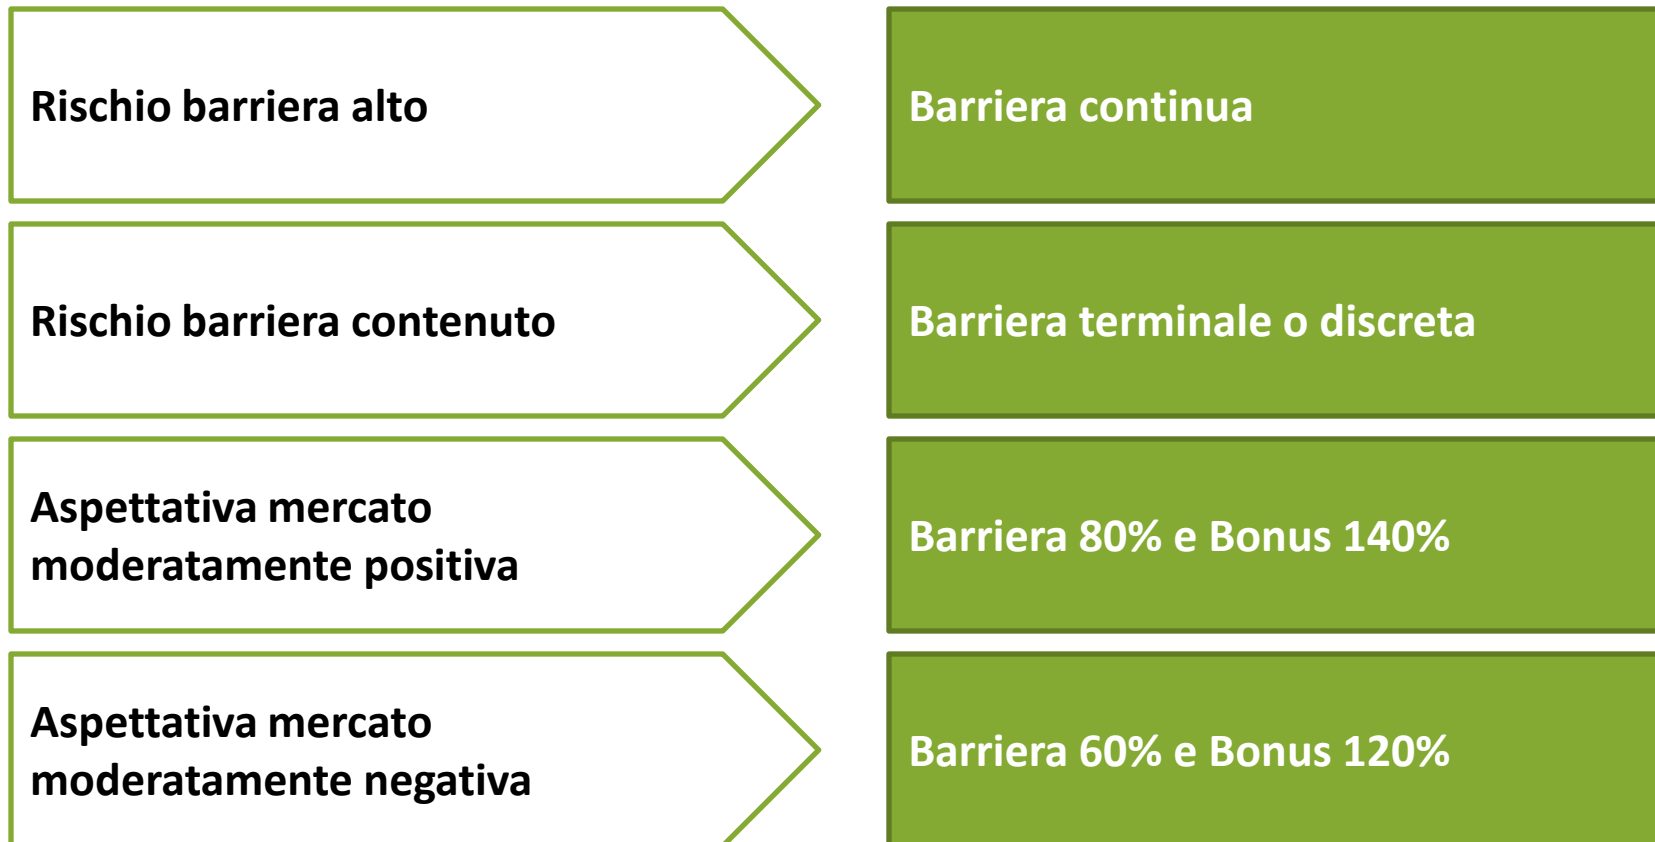 Rischio barriera alto
Barriera continua
Rischio barriera contenuto
Barriera terminale o discreta
Aspettativa mercato
moderatamente positiva
Barriera 80% e Bonus 140%
Aspettativa mercato
moderatamente negativa
Barriera 60% e Bonus 120%